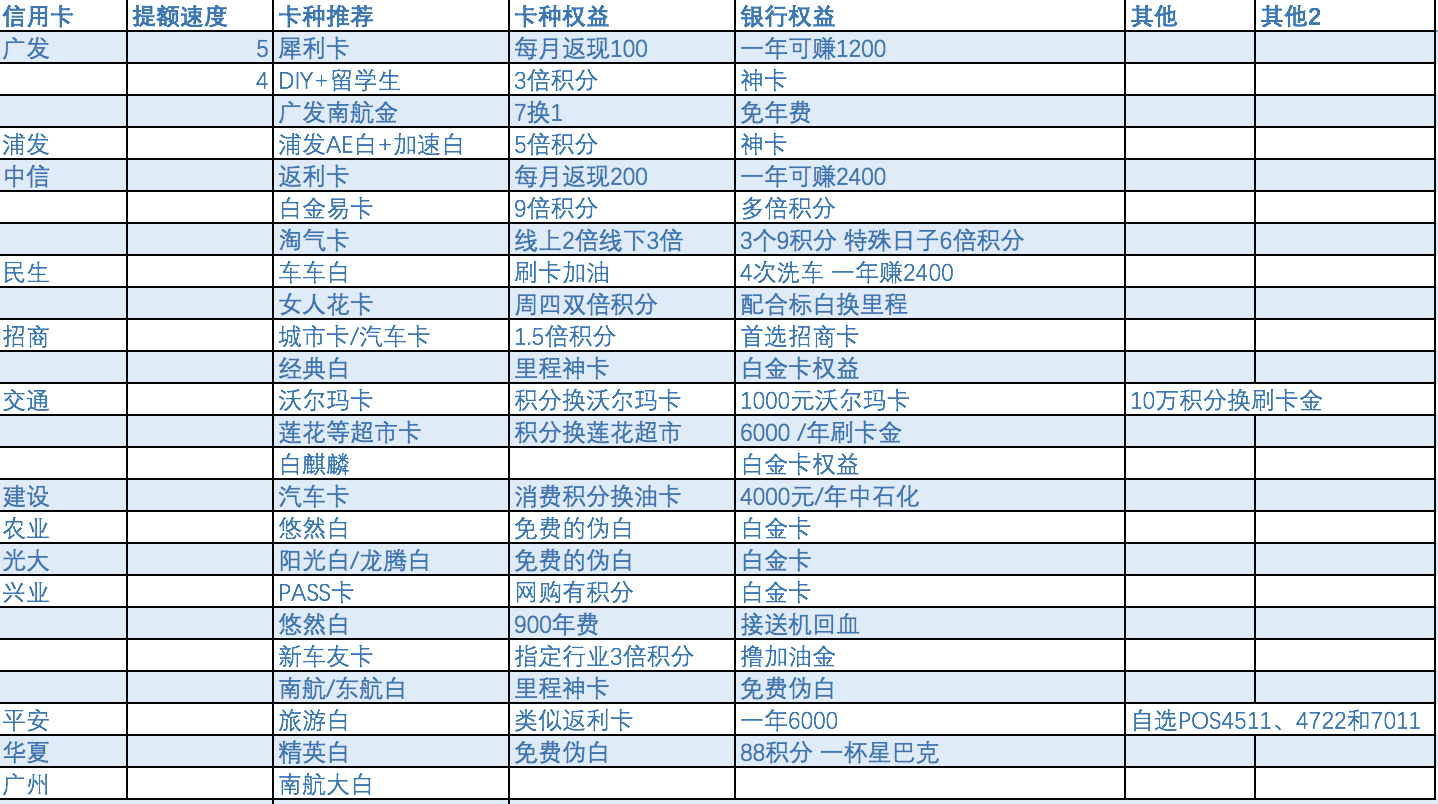 信用卡 提额速度 卡种推荐 卡种权益 银行权益 其他 其他2
广发 5 犀利卡 每月返现100 一年可赚1200
4 DIY+留学生 3倍积分 神卡
广发南航金 7换1 免年费
浦发 浦发AE白+加速白 5倍积分 神卡
中信 返利卡 每月返现200 一年可赚2400
白金易卡 9倍积分 多倍积分
淘气卡 线上2倍线下3倍 3个9积分 特殊日子6倍积分
民生 车车白 刷卡加油 4次洗车 一年赚2400
女人花卡 周四双倍积分 配合标白换里程
招商 城市卡/汽车卡 1.5倍积分 首选招商卡
经典白 里程神卡 白金卡权益
交通 沃尔玛卡 积分换沃尔玛卡 1000元沃尔玛卡 10万积分换刷卡金
莲花等超市卡 积分换莲花超市 6000 /年刷卡金
白麒麟 白金卡权益
建设 汽车卡 消费积分换油卡 4000元/年中石化
农业 悠然白 免费的伪白 白金卡
光大 阳光白/龙腾白 免费的伪白 白金卡
兴业 PASS卡 网购有积分 白金卡
悠然白 900年费 接送机回血
新车友卡 指定行业3倍积分 撸加油金
南航/东航白 里程神卡 免费伪白
平安 旅游白 类似返利卡 一年6000 自选POS4511、4722和7011
华夏 精英白 免费伪白 88积分 一杯星巴克
广州 南航大白